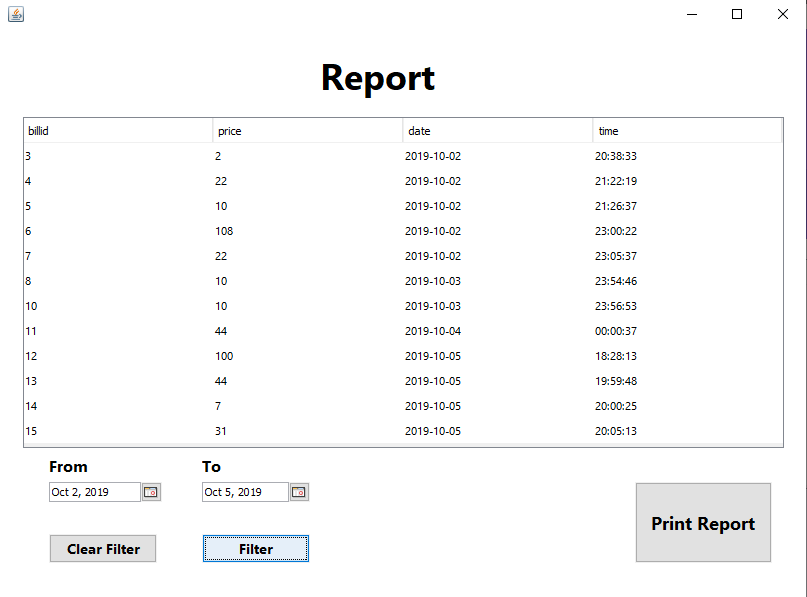 Report
billid price date time
3 2 2019-10-02 20:38:33
4 22 2019-10-02 21:22:19
5 10 2019-10-02 21:26:37
6 108 2019-10-02 23:00:22
7 22 2019-10-02 23:05:37
8 10 2019-10-03 23:54:46
10 10 2019-10-03 23:56:53
11 44 2019-10-04 00:00:37
12 100 2019-10-05 18:28:13
13 44 2019-10-05 19:59:48
14 7 2019-10-05 20:00:25
15 31 2019-10-05 20:05:13
From To
Oct 2, 2019 Oct 5, 2019
Print Report
Clear Filter Filter